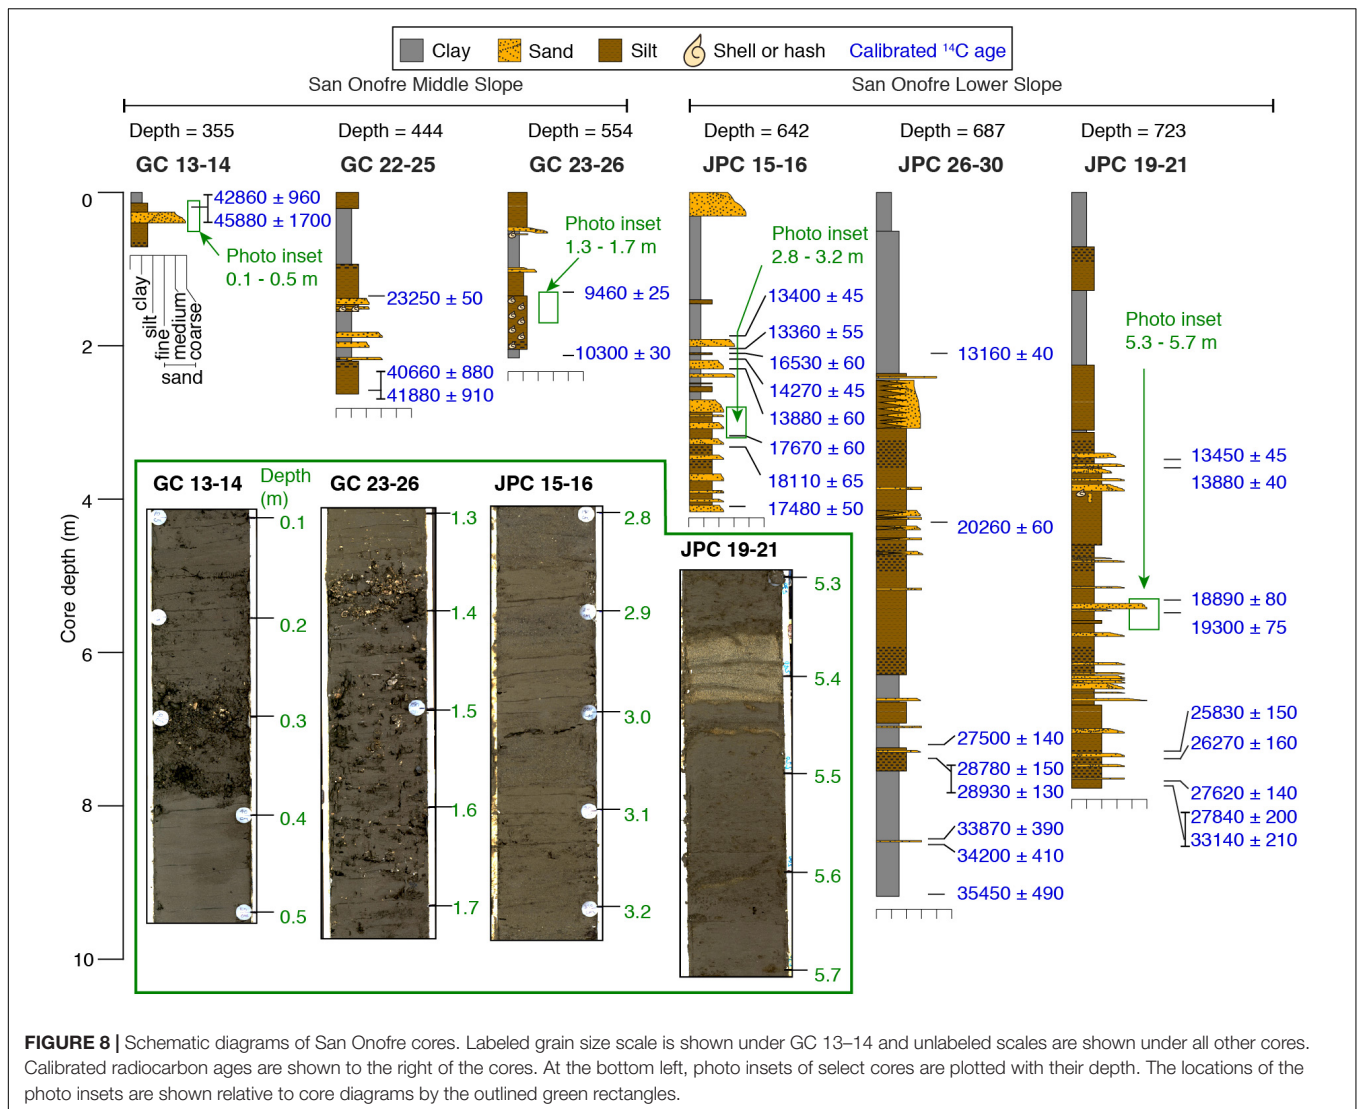 Clay Sand Silt Shell or hash Calibrated ¹⁴C age
San Onofre Middle Slope San Onofre Lower Slope
Depth = 355 Depth = 444 Depth = 554 Depth = 642 Depth = 687 Depth = 723
GC 13-14 GC 22-25 GC 23-26 JPC 15-16 JPC 26-30 JPC 19-21
Core depth (m)
0
2
4
6
8
10
42860 ± 960
45880 ± 1700
Photo inset
0.1 - 0.5 m
clay
silt
fine
medium
coarse
sand
23250 ± 50
40660 ± 880
41880 ± 910
Photo inset
1.3 - 1.7 m
9460 ± 25
10300 ± 30
Photo inset
2.8 - 3.2 m
13400 ± 45
13360 ± 55
16530 ± 60
14270 ± 45
13880 ± 60
17670 ± 60
18110 ± 65
17480 ± 50
13160 ± 40
20260 ± 60
27500 ± 140
28780 ± 150
28930 ± 130
33870 ± 390
34200 ± 410
35450 ± 490
Photo inset
5.3 - 5.7 m
13450 ± 45
13880 ± 40
18890 ± 80
19300 ± 75
25830 ± 150
26270 ± 160
27620 ± 140
27840 ± 200
33140 ± 210
GC 13-14
Depth
(m)
0.1
0.2
0.3
0.4
0.5
GC 23-26
1.3
1.4
1.5
1.6
1.7
JPC 15-16
2.8
2.9
3.0
3.1
3.2
JPC 19-21
5.3
5.4
5.5
5.6
5.7
FIGURE 8 | Schematic diagrams of San Onofre cores. Labeled grain size scale is shown under GC 13–14 and unlabeled scales are shown under all other cores.
Calibrated radiocarbon ages are shown to the right of the cores. At the bottom left, photo insets of select cores are plotted with their depth. The locations of the
photo insets are shown relative to core diagrams by the outlined green rectangles.